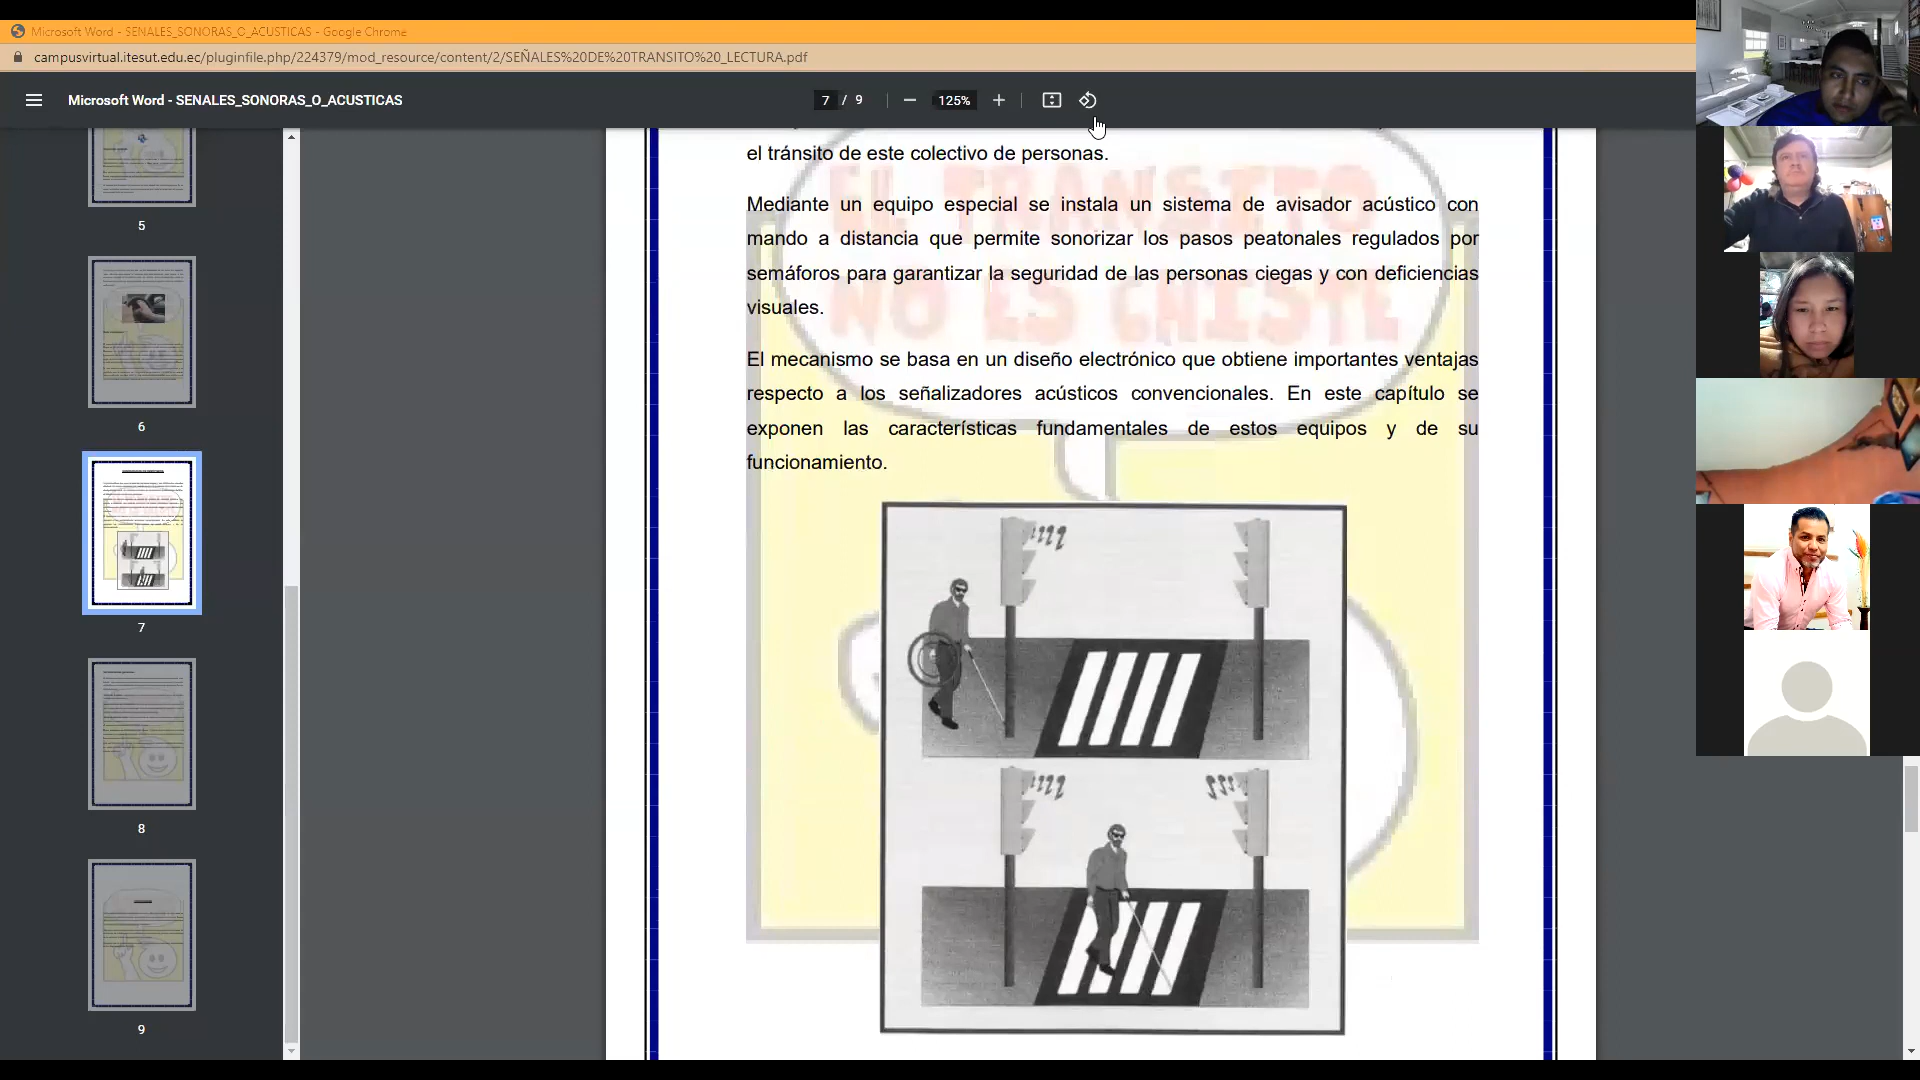 Microsoft Word - SENALES_SONORAS_O_ACUSTICAS - Google Chrome
campusvirtual.itesut.edu.ec/pluginfile.php/224379/mod_resource/content/2/SEÑALES%20DE%20TRANSITO%20_LECTURA.pdf
Microsoft Word - SENALES_SONORAS_O_ACUSTICAS
7 / 9
125%
5
6
7
8
9
el tránsito de este colectivo de personas.
Mediante un equipo especial se instala un sistema de avisador acústico con
mando a distancia que permite sonorizar los pasos peatonales regulados por
semáforos para garantizar la seguridad de las personas ciegas y con deficiencias
visuales.
El mecanismo se basa en un diseño electrónico que obtiene importantes ventajas
respecto a los señalizadores acústicos convencionales. En este capítulo se
exponen las características fundamentales de estos equipos y de su
funcionamiento.
EL TRANSITO
NO ES CHISTE